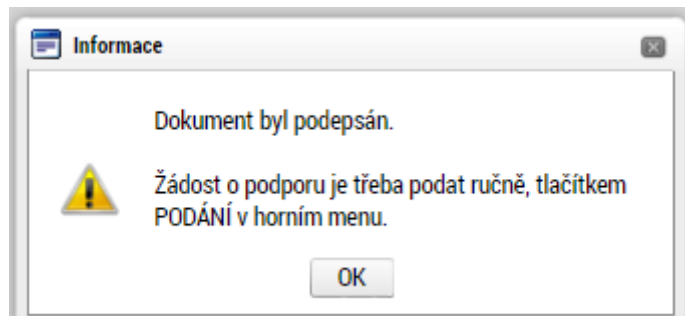 Informace
Dokument byl podepsán.
Žádost o podporu je třeba podat ručně, tlačítkem
PODÁNÍ v horním menu.
OK